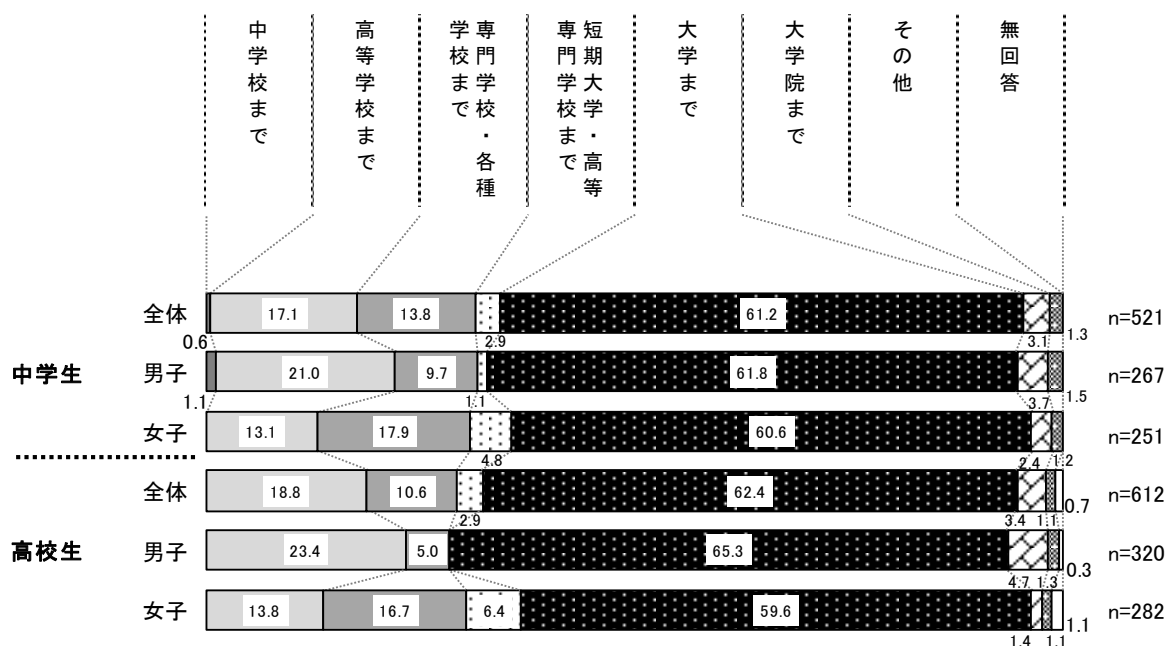 中学校まで
高等学校まで
専門学校・各種
学校まで
短期大学・高等
専門学校まで
大学まで
大学院まで
その他
無回答
中学生
全体 0.6 17.1 13.8 2.9 61.2 3.1 1.3 n=521
男子 1.1 21.0 9.7 1.1 61.8 3.7 1.5 n=267
女子 13.1 17.9 4.8 60.6 2.4 1.2 n=251
高校生
全体 18.8 10.6 2.9 62.4 3.4 1.1 0.7 n=612
男子 23.4 5.0 65.3 4.7 1.3 0.3 n=320
女子 13.8 16.7 6.4 59.6 1.4 1.1 1.1 n=282